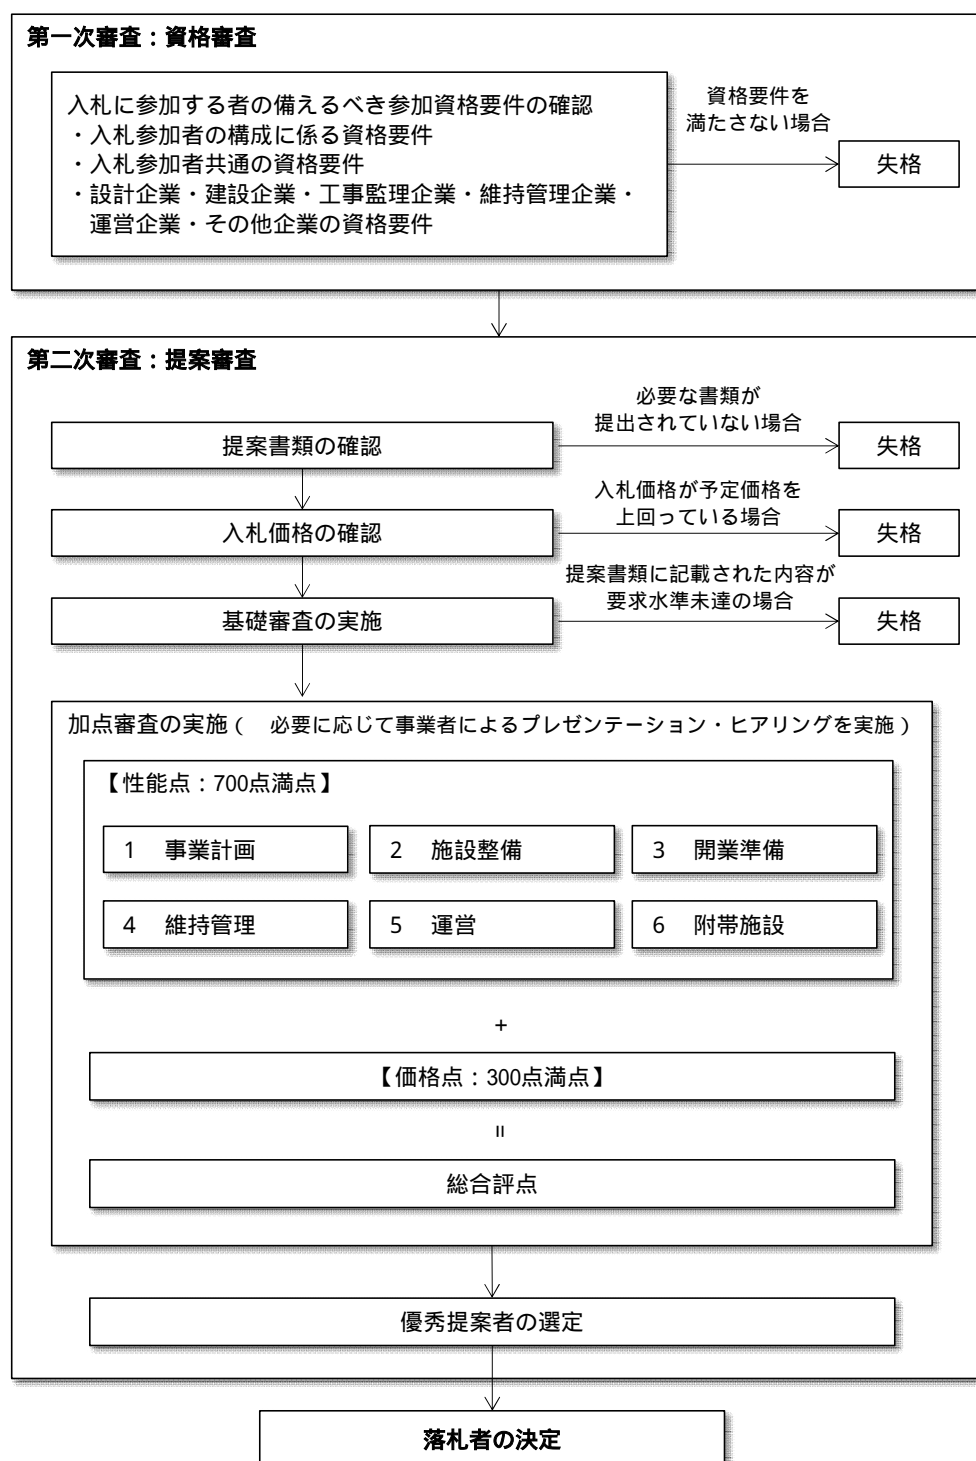 第一次審査：資格審査
入札に参加する者の備えるべき参加資格要件の確認
・入札参加者の構成に係る資格要件
・入札参加者共通の資格要件
・設計企業・建設企業・工事監理企業・維持管理企業・
運営企業・その他企業の資格要件
資格要件を
満たさない場合
失格
第二次審査：提案審査
提案書類の確認
必要な書類が
提出されていない場合
失格
入札価格の確認
入札価格が予定価格を
上回っている場合
失格
基礎審査の実施
提案書類に記載された内容が
要求水準未達の場合
失格
加点審査の実施（　必要に応じて事業者によるプレゼンテーション・ヒアリングを実施）
【性能点：700点満点】
1　事業計画
2　施設整備
3　開業準備
4　維持管理
5　運営
6　附帯施設
+
【価格点：300点満点】
=
総合評点
優秀提案者の選定
落札者の決定